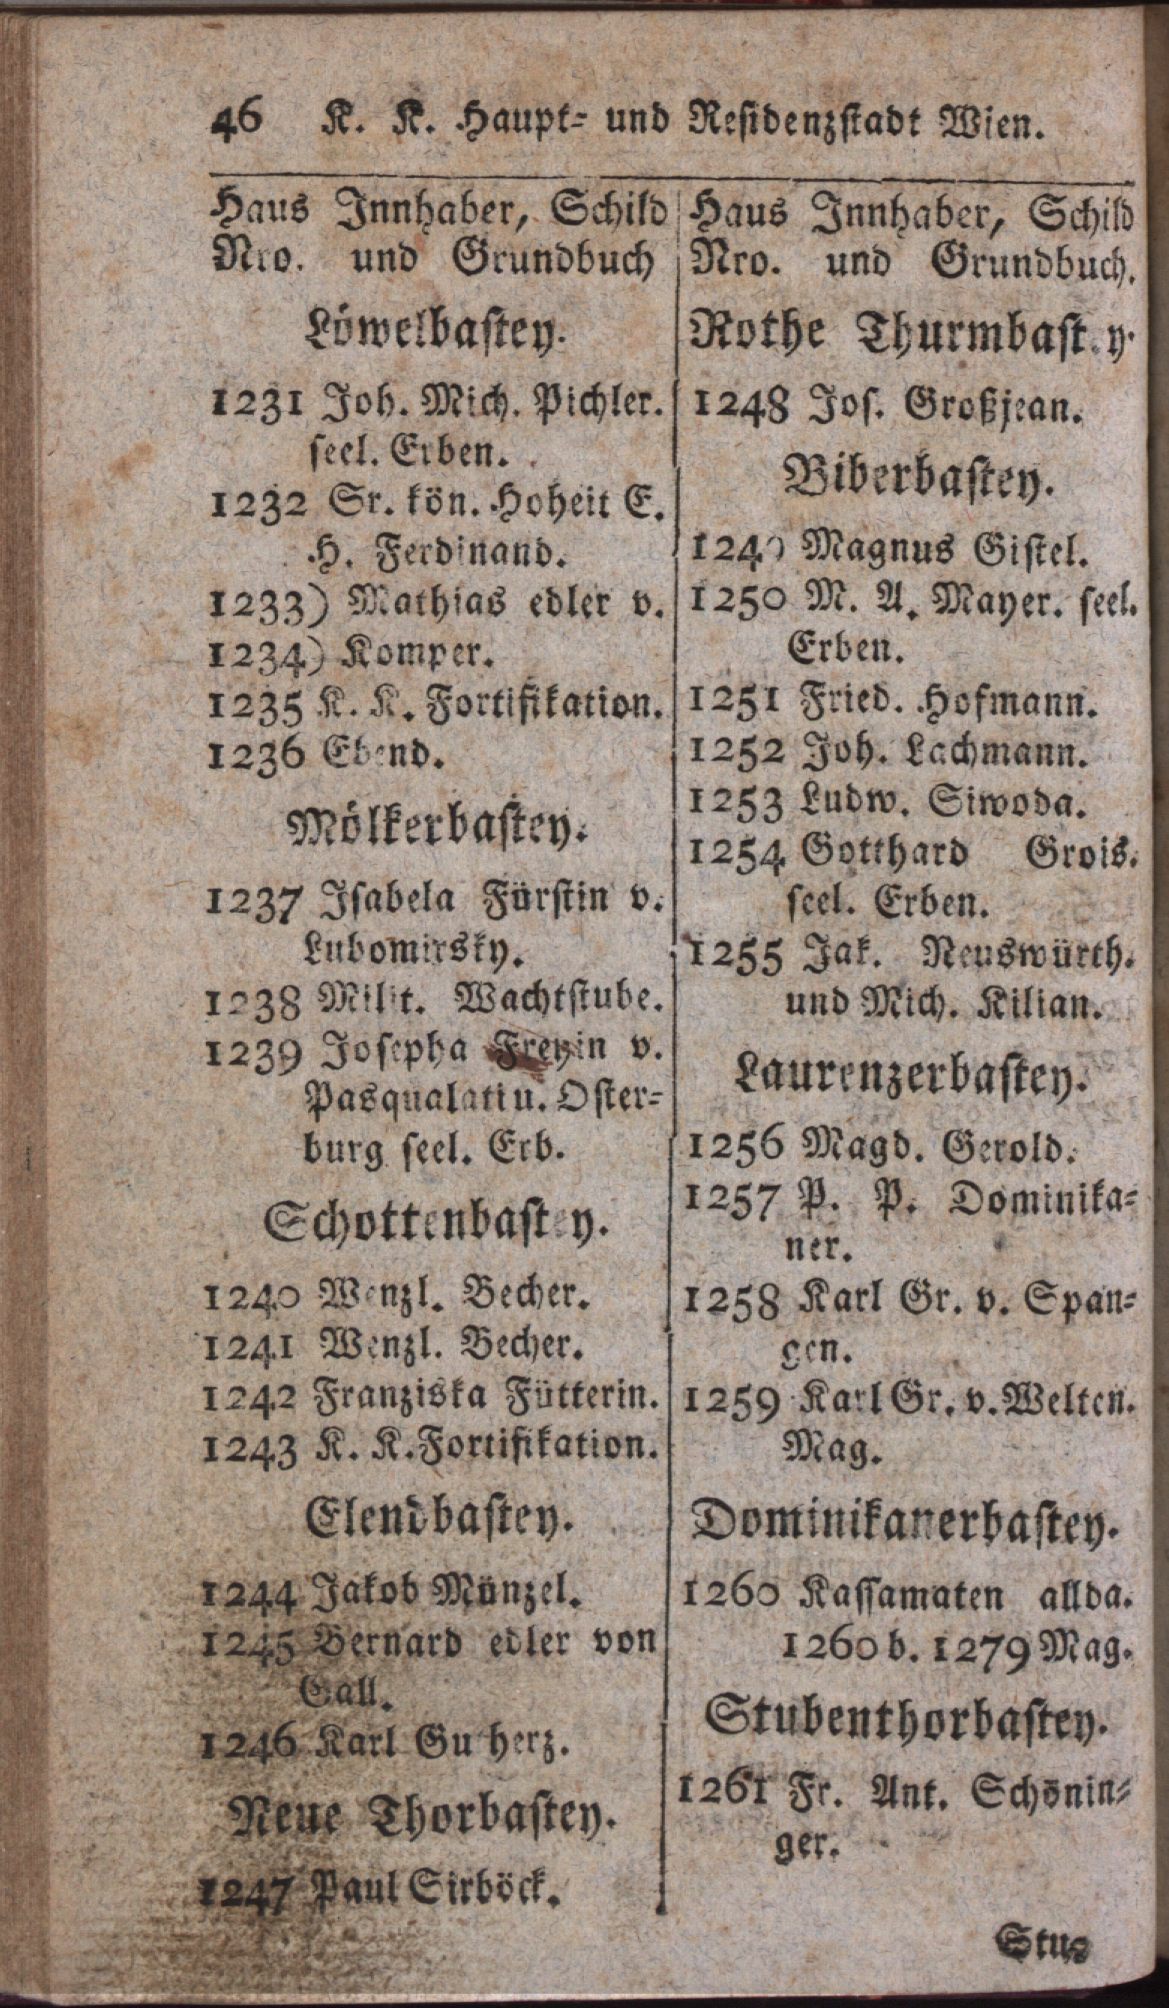 46 K. K. Haupt- und Residenzstadt Wien.
Haus Innhaber, Schild
Nro. und Grundbuch
Löwelbastey.
1231 Joh. Mich. Pichler.
seel. Erben.
1232 Sr. kön. Hoheit E.
H. Ferdinand.
1233) Mathias edler v.
1234) Komper.
1235 K. K. Fortifikation.
1236 Ebend.
Mölkerbastey.
1237 Isabela Fürstin v.
Lubomirsky.
1238 Milit. Wachtstube.
1239 Josepha Freyin v.
Pasqualati u. Oster-
burg seel. Erb.
Schottenbastey.
1240 Wenzl. Becher.
1241 Wenzl. Becher.
1242 Franziska Fütterin.
1243 K. K. Fortifikation.
Elendbastey.
1244 Jakob Münzel.
1245 Bernard edler von
Gall.
1246 Karl Gutherz.
Neue Thorbastey.
1247 Paul Sirböck.
Haus Innhaber, Schild
Nro. und Grundbuch.
Rothe Thurmbastey.
1248 Jos. Großjean.
Biberbastey.
1249 Magnus Gistel.
1250 M. A. Mayer. seel.
Erben.
1251 Fried. Hofmann.
1252 Joh. Lachmann.
1253 Ludw. Siwoda.
1254 Gotthard Grois.
seel. Erben.
1255 Jak. Neuswürth.
und Mich. Kilian.
Laurenzerbastey.
1256 Magd. Gerold.
1257 P. P. Dominika-
ner.
1258 Karl Gr. v. Span-
gen.
1259 Karl Gr. v. Welten.
Mag.
Dominikanerbastey.
1260 Kassamaten allda.
1260 b. 1279 Mag.
Stubenthorbastey.
1261 Fr. Ant. Schönin-
ger.
Stu-